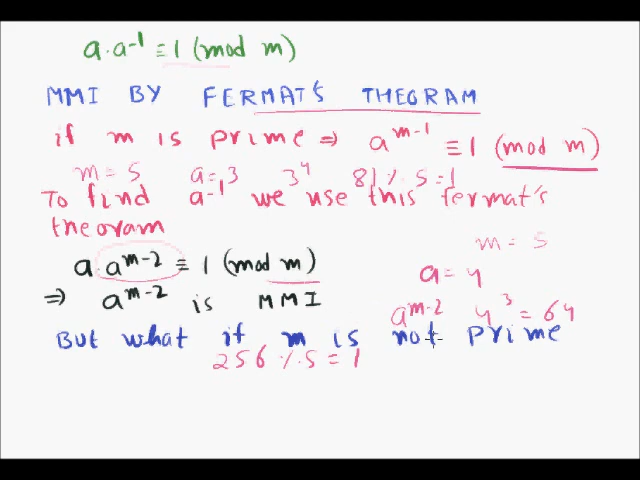 a · a⁻¹ ≡ 1 (mod m)
MMI BY FERMAT'S THEORAM
if m is prime ⇒ a^(m-1) ≡ 1 (mod m)
m = 5 a = 3 3⁴ 81 % 5 = 1
To find a⁻¹ we use this fermat's
theoram
m = 5
a · a^(m-2) ≡ 1 (mod m)
a = 4
⇒ a^(m-2) is MMI
a^(m-2) 4³ = 64
But what if m is not prime
256 % 5 = 1